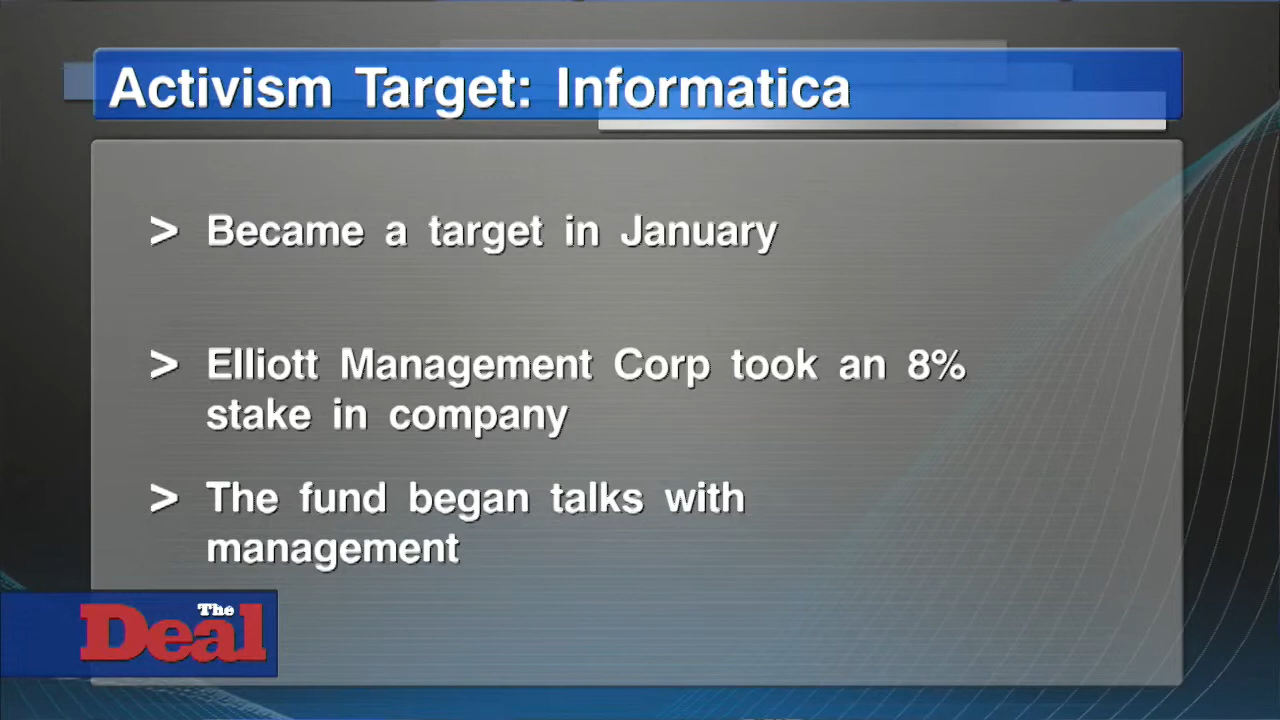 Activism Target: Informatica
> Became a target in January
> Elliott Management Corp took an 8%
stake in company
> The fund began talks with
management
The
Deal